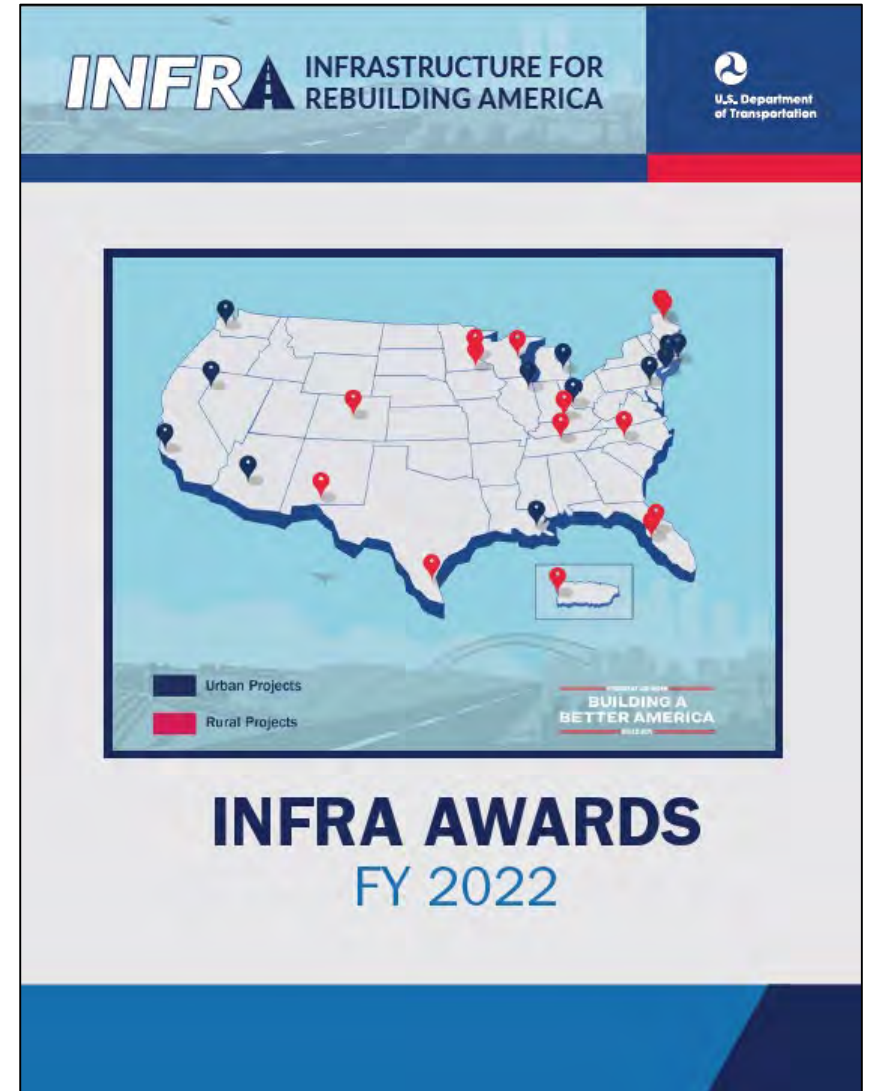 INFRA
INFRASTRUCTURE FOR
REBUILDING AMERICA
U.S. Department
of Transportation
Urban Projects
Rural Projects
BUILDING A
BETTER AMERICA
INFRA AWARDS
FY 2022